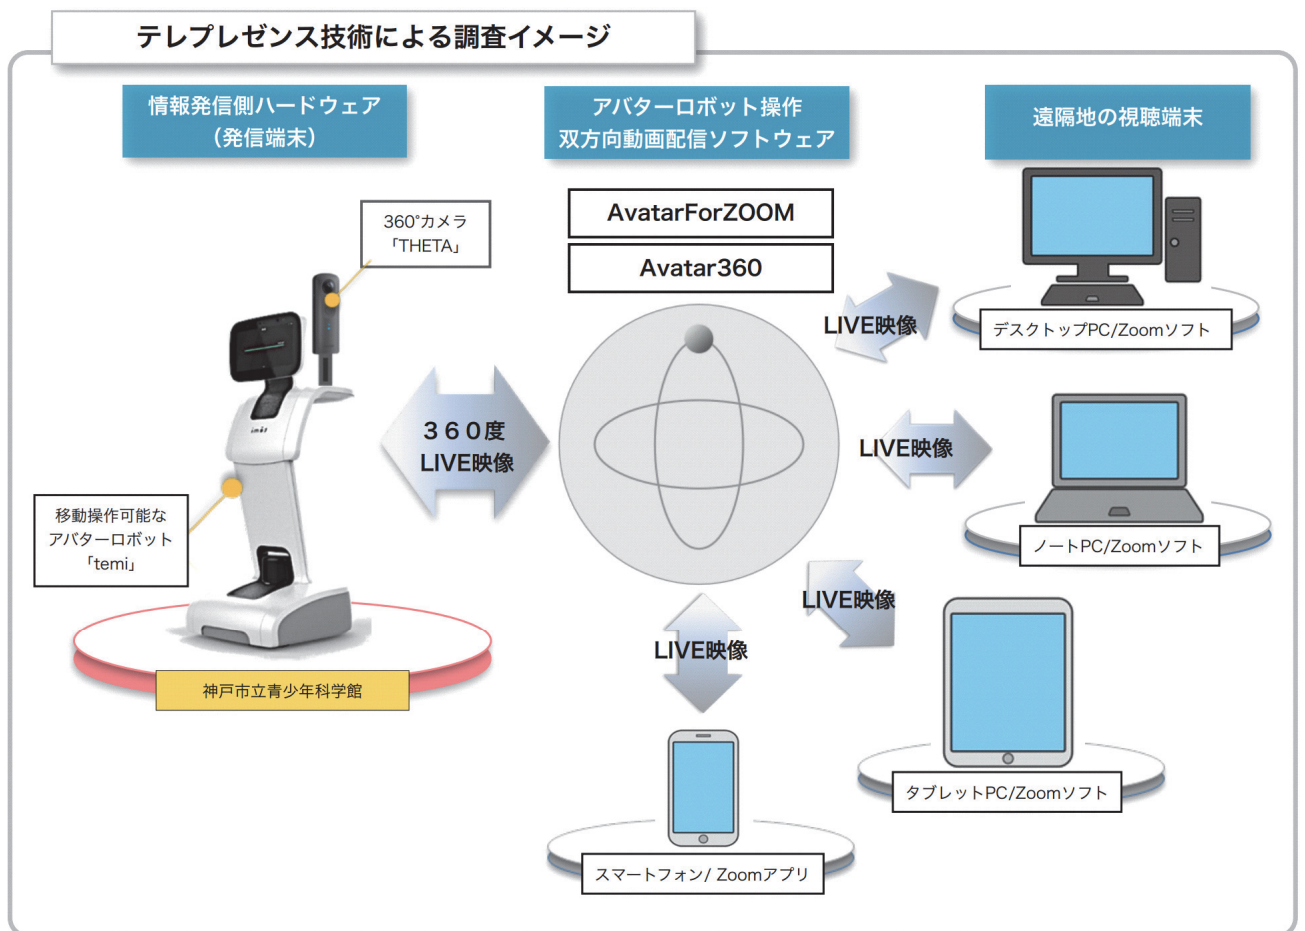 テレプレゼンス技術による調査イメージ
情報発信側ハードウェア
（発信端末）
アバターロボット操作
双方向動画配信ソフトウェア
遠隔地の視聴端末
360°カメラ
「THETA」
AvatarForZOOM
Avatar360
LIVE映像
デスクトップPC/Zoomソフト
３６０度
LIVE映像
LIVE映像
ノートPC/Zoomソフト
移動操作可能な
アバターロボット
「temi」
神戸市立青少年科学館
LIVE映像
タブレットPC/Zoomソフト
LIVE映像
スマートフォン/ Zoomアプリ